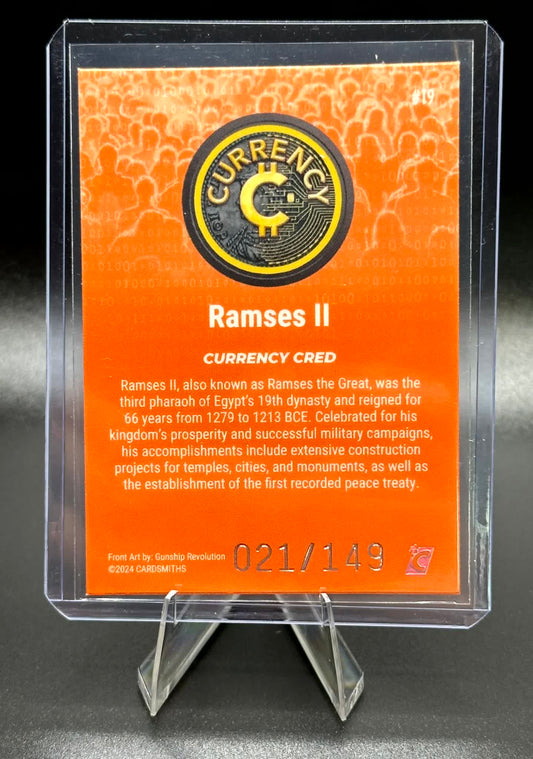 #19
CURRENCY
Ramses II
CURRENCY CRED
Ramses II, also known as Ramses the Great, was the
third pharaoh of Egypt's 19th dynasty and reigned for
66 years from 1279 to 1213 BCE. Celebrated for his
kingdom's prosperity and successful military campaigns,
his accomplishments include extensive construction
projects for temples, cities, and monuments, as well as
the establishment of the first recorded peace treaty.
Front Art by: Gunship Revolution
©2024 CARDSMITHS
021/149